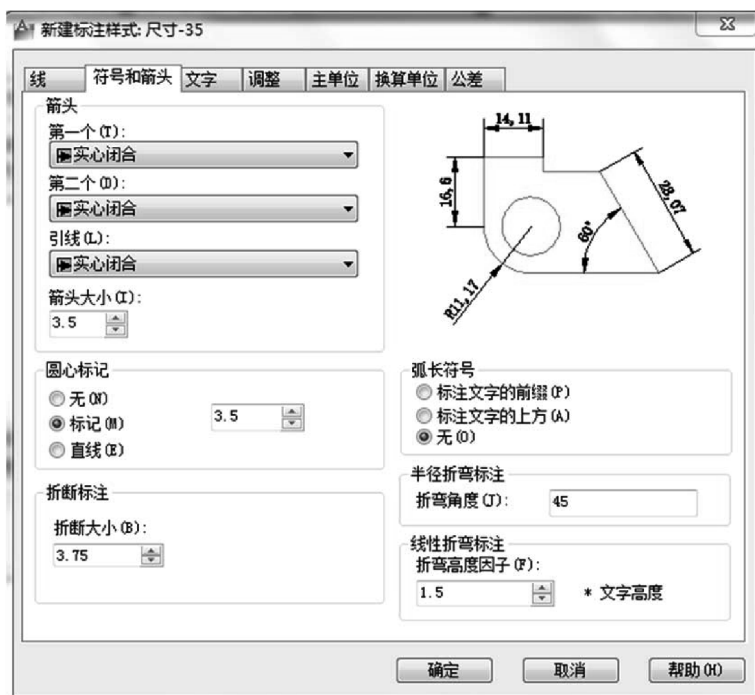 新建标注样式: 尺寸-35
线 符号和箭头 文字 调整 主单位 换算单位 公差
箭头
第一个(T):
实心闭合
第二个(D):
实心闭合
引线(L):
实心闭合
箭头大小(I):
3.5
14,11
16,6
28,07
60°
R11,17
圆心标记
无(N)
标记(M)
3.5
直线(E)
折断标注
折断大小(B):
3.75
弧长符号
标注文字的前缀(P)
标注文字的上方(A)
无(O)
半径折弯标注
折弯角度(J): 45
线性折弯标注
折弯高度因子(F):
1.5 * 文字高度
确定 取消 帮助(H)